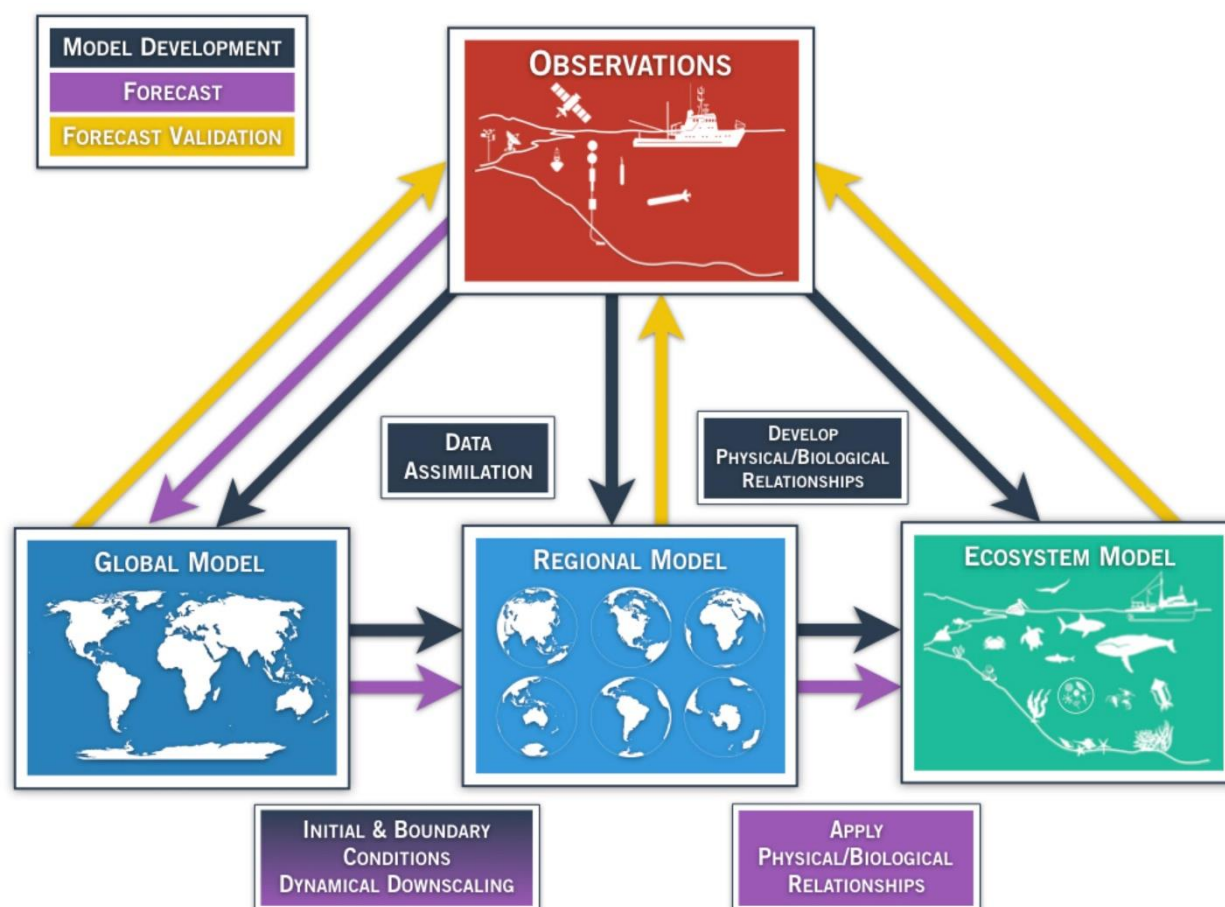 MODEL DEVELOPMENT
FORECAST
FORECAST VALIDATION
OBSERVATIONS
DATA
ASSIMILATION
DEVELOP
PHYSICAL/BIOLOGICAL
RELATIONSHIPS
GLOBAL MODEL
REGIONAL MODEL
ECOSYSTEM MODEL
INITIAL & BOUNDARY
CONDITIONS
DYNAMICAL DOWNSCALING
APPLY
PHYSICAL/BIOLOGICAL
RELATIONSHIPS